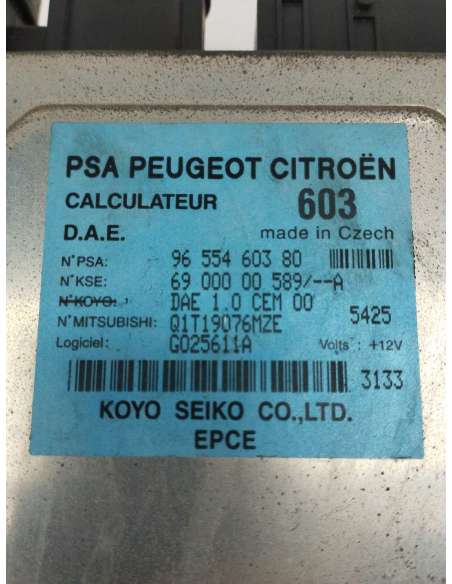 PSA PEUGEOT CITROËN
CALCULATEUR 603
D.A.E. made in Czech
N°PSA: 96 554 603 80
N°KSE: 69 000 00 589/--A
N°KOYO: DAE 1.0 CEM 00
N°MITSUBISHI: Q1T19076MZE 5425
Logiciel: G025611A Volts : +12V
3133
KOYO SEIKO CO.,LTD.
EPCE